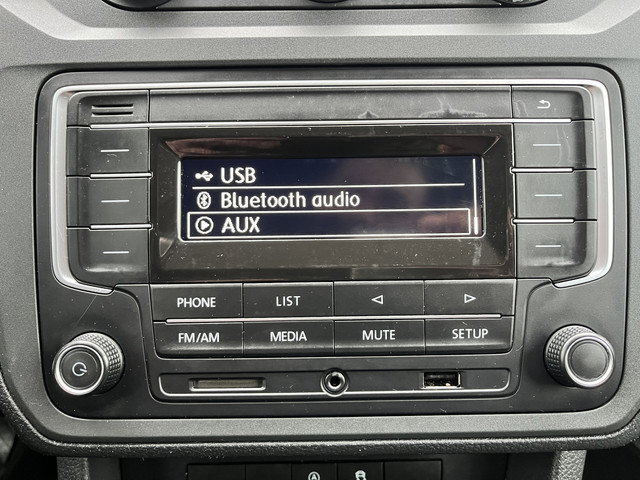 USB
Bluetooth audio
AUX
PHONE LIST
FM/AM MEDIA MUTE SETUP
A